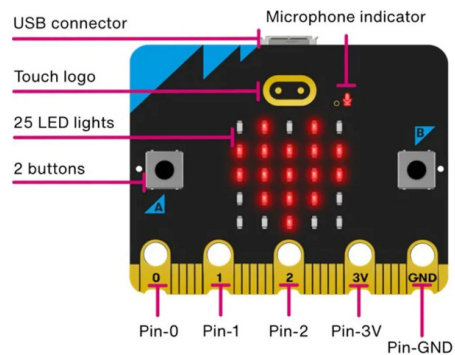 USB connector
Microphone indicator
Touch logo
25 LED lights
2 buttons
B
A
0 1 2 3V GND
Pin-0 Pin-1 Pin-2 Pin-3V
Pin-GND